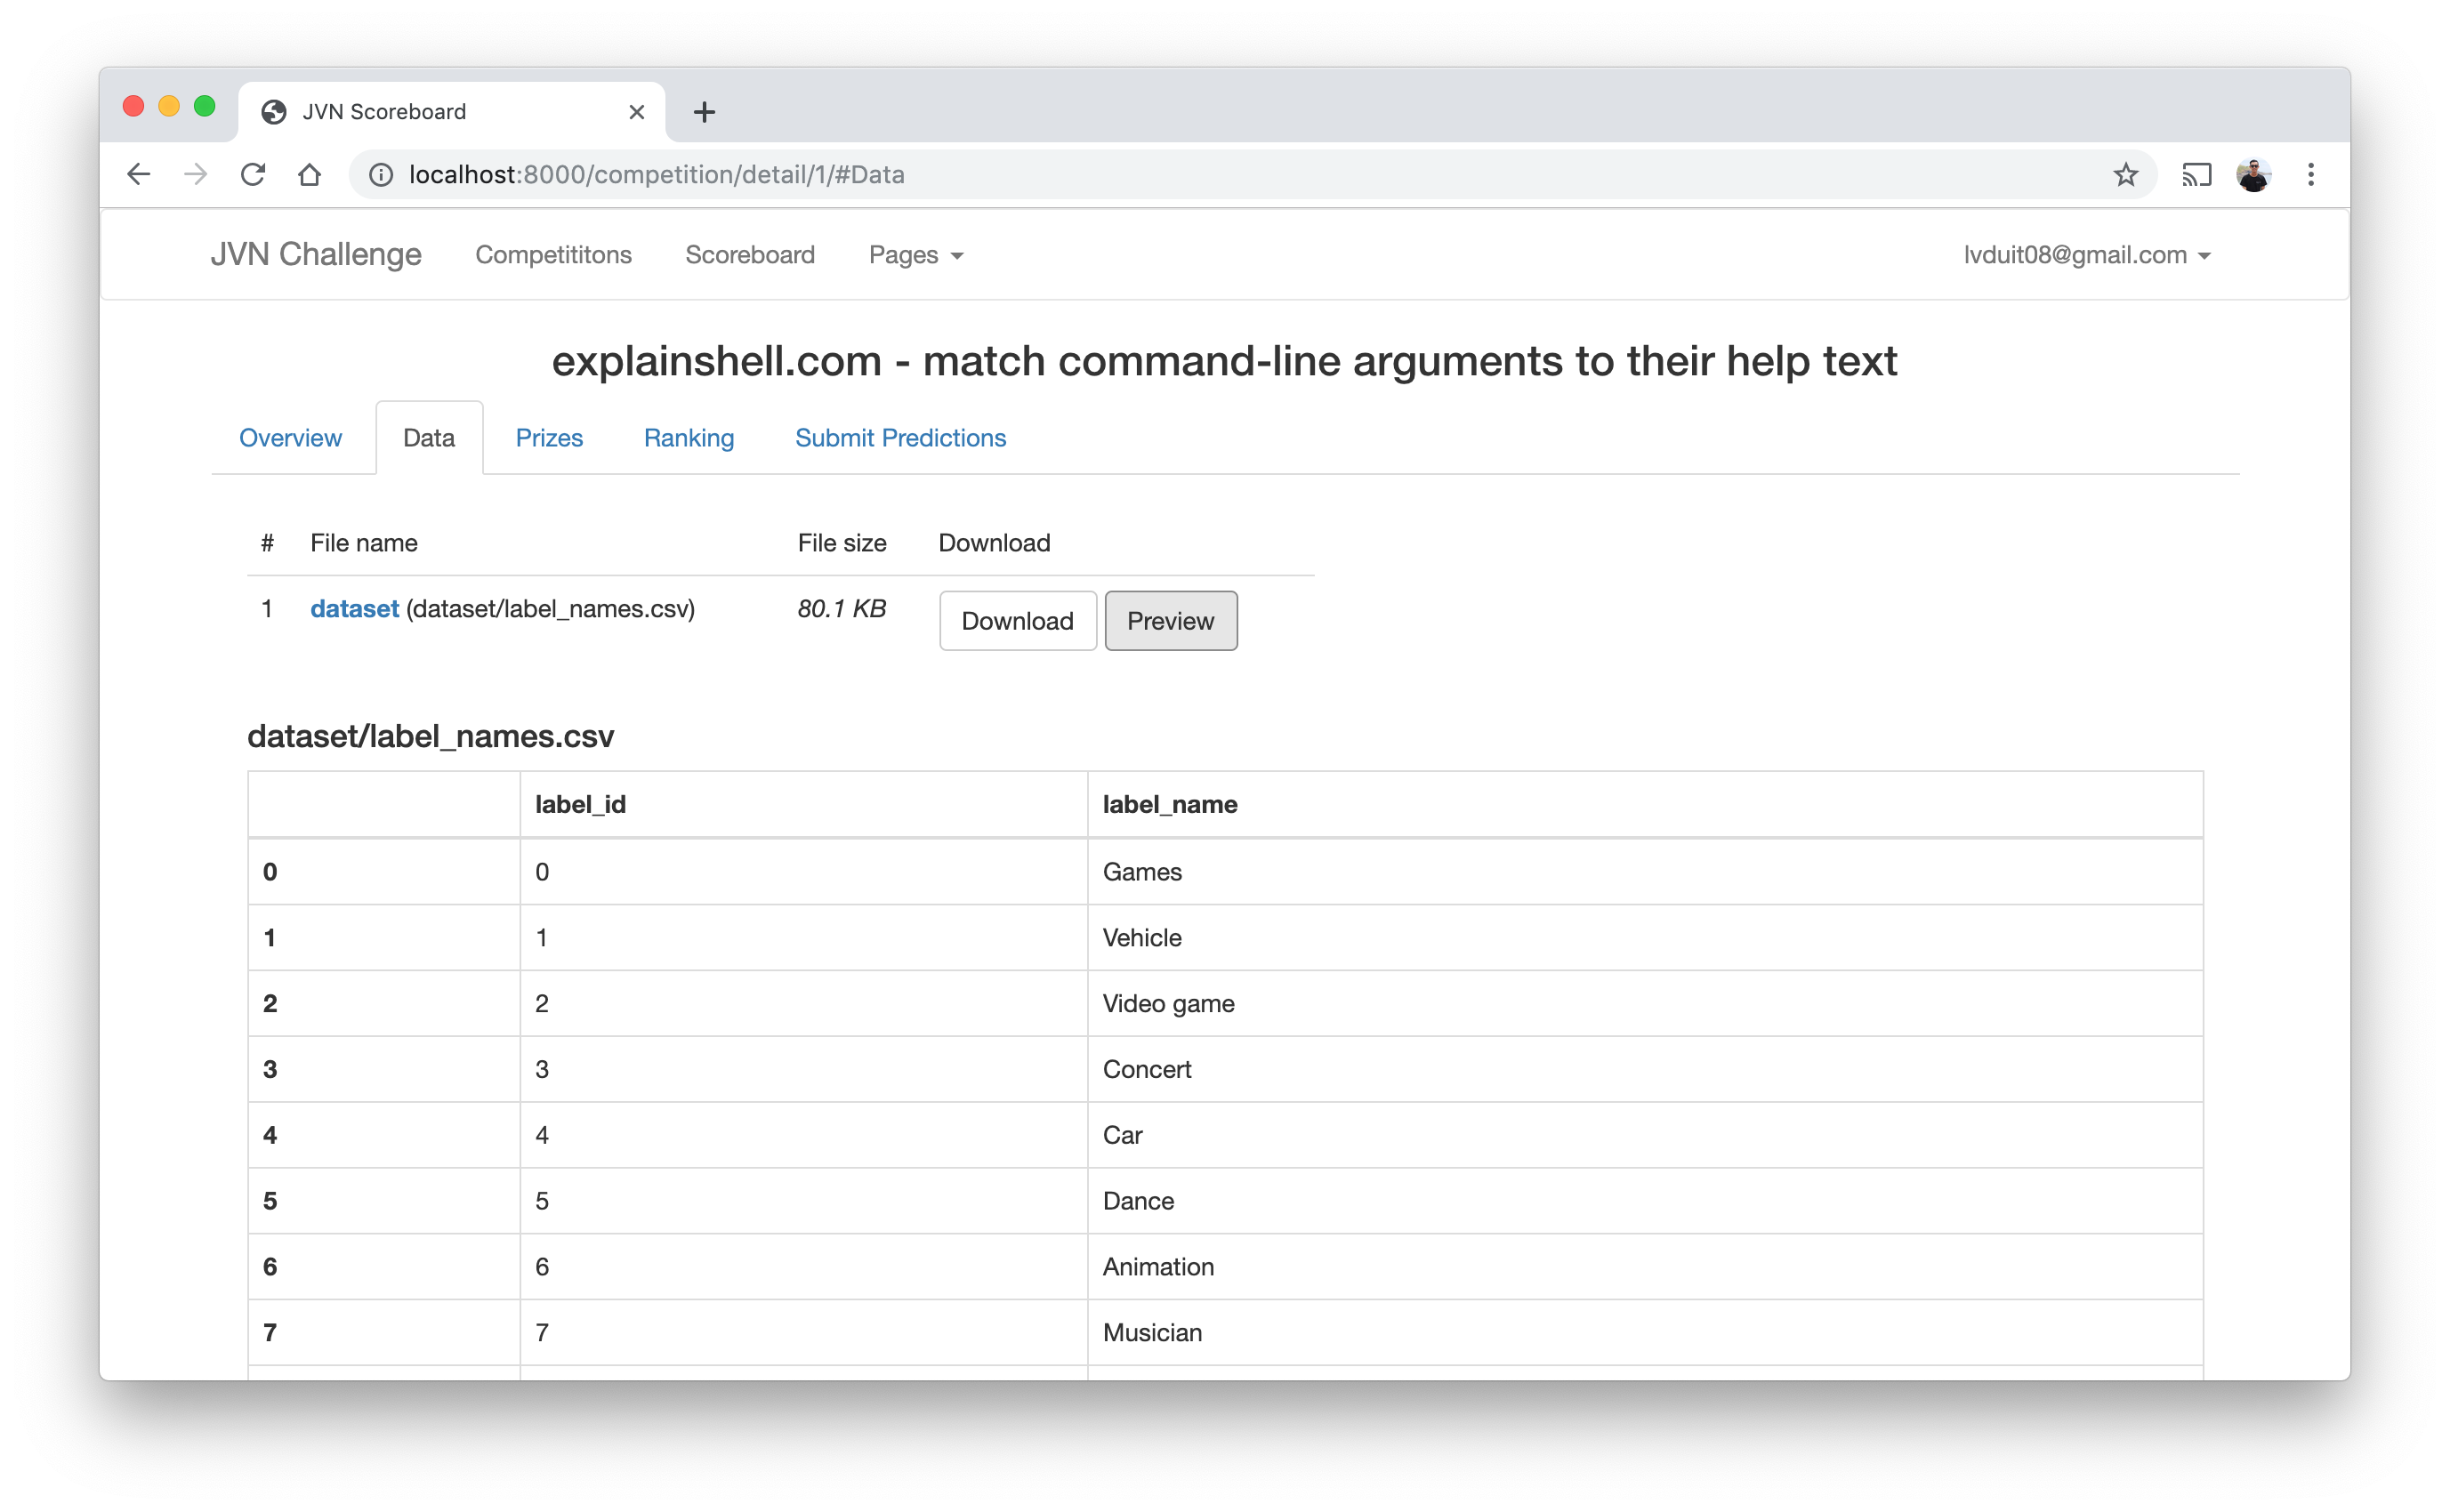 JVN Scoreboard
localhost:8000/competition/detail/1/#Data
JVN Challenge Competititons Scoreboard Pages lvduit08@gmail.com
explainshell.com - match command-line arguments to their help text
Overview Data Prizes Ranking Submit Predictions
# File name File size Download
1 dataset (dataset/label_names.csv) 80.1 KB Download Preview
dataset/label_names.csv
label_id label_name
0 0 Games
1 1 Vehicle
2 2 Video game
3 3 Concert
4 4 Car
5 5 Dance
6 6 Animation
7 7 Musician